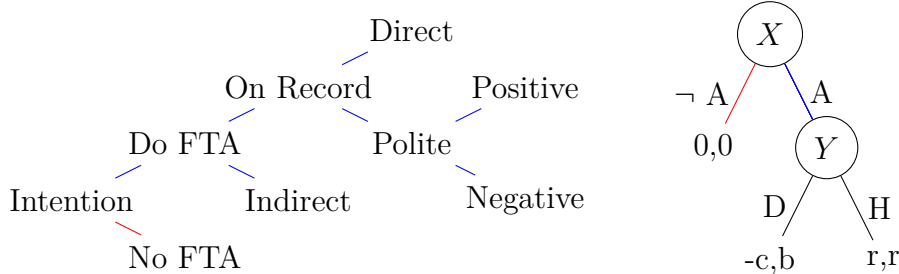 Direct
On Record
Positive
Do FTA
Polite
Intention
Indirect
Negative
No FTA
X
¬ A
A
0,0
Y
D
H
-c,b
r,r